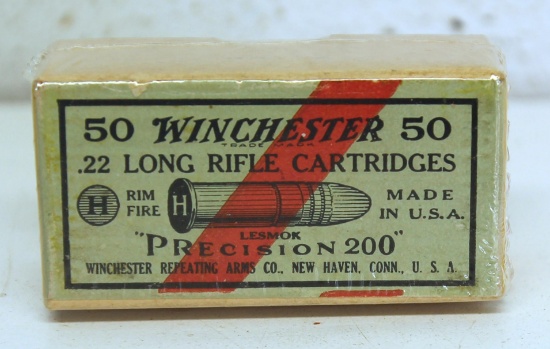 50 WINCHESTER 50
TRADE MARK
.22 LONG RIFLE CARTRIDGES
H RIM FIRE H MADE IN U.S.A.
LESMOK
"PRECISION 200"
WINCHESTER REPEATING ARMS CO., NEW HAVEN, CONN., U. S. A.